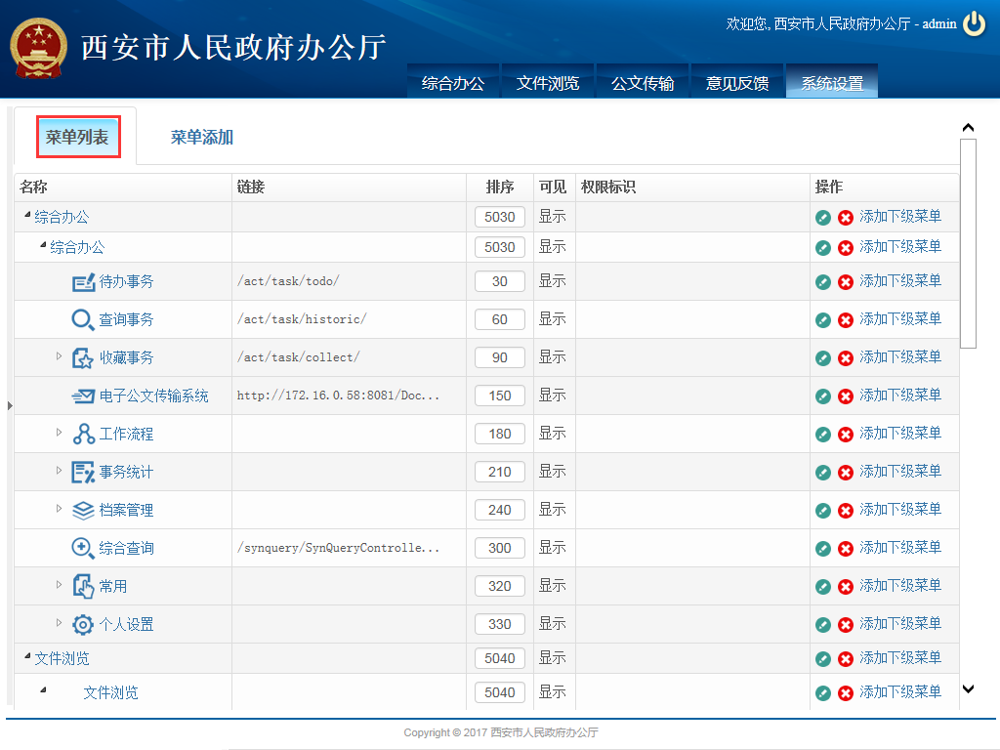 欢迎您, 西安市人民政府办公厅 - admin
西安市人民政府办公厅
综合办公 文件浏览 公文传输 意见反馈 系统设置
菜单列表 菜单添加
名称 链接 排序 可见 权限标识 操作
综合办公 5030 显示 添加下级菜单
综合办公 5030 显示 添加下级菜单
待办事务 /act/task/todo/ 30 显示 添加下级菜单
查询事务 /act/task/historic/ 60 显示 添加下级菜单
收藏事务 /act/task/collect/ 90 显示 添加下级菜单
电子公文传输系统 http://172.16.0.58:8081/Doc... 150 显示 添加下级菜单
工作流程 180 显示 添加下级菜单
事务统计 210 显示 添加下级菜单
档案管理 240 显示 添加下级菜单
综合查询 /synquery/SynQueryControlle... 300 显示 添加下级菜单
常用 320 显示 添加下级菜单
个人设置 330 显示 添加下级菜单
文件浏览 5040 显示 添加下级菜单
文件浏览 5040 显示 添加下级菜单
Copyright © 2017 西安市人民政府办公厅